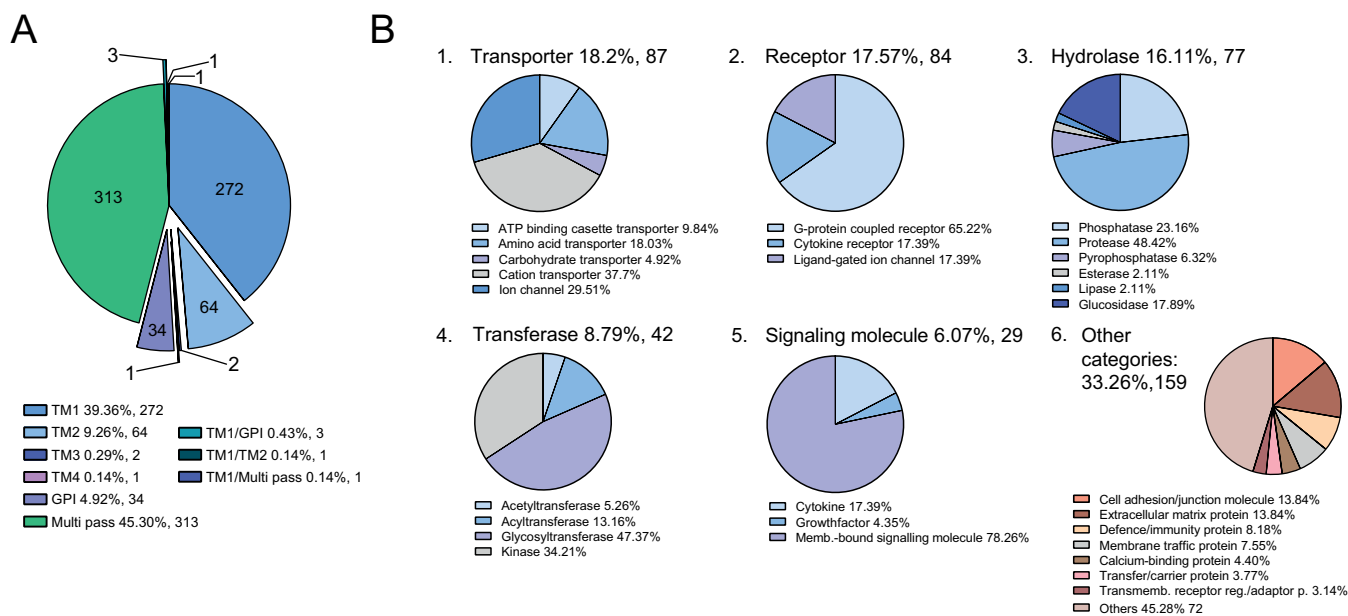 A
3
1
1
313
272
64
34
2
1
TM1 39.36%, 272
TM2 9.26%, 64
TM3 0.29%, 2
TM4 0.14%, 1
GPI 4.92%, 34
Multi pass 45.30%, 313
TM1/GPI 0.43%, 3
TM1/TM2 0.14%, 1
TM1/Multi pass 0.14%, 1
B
1. Transporter 18.2%, 87
ATP binding casette transporter 9.84%
Amino acid transporter 18.03%
Carbohydrate transporter 4.92%
Cation transporter 37.7%
Ion channel 29.51%
2. Receptor 17.57%, 84
G-protein coupled receptor 65.22%
Cytokine receptor 17.39%
Ligand-gated ion channel 17.39%
3. Hydrolase 16.11%, 77
Phosphatase 23.16%
Protease 48.42%
Pyrophosphatase 6.32%
Esterase 2.11%
Lipase 2.11%
Glucosidase 17.89%
4. Transferase 8.79%, 42
Acetyltransferase 5.26%
Acyltransferase 13.16%
Glycosyltransferase 47.37%
Kinase 34.21%
5. Signaling molecule 6.07%, 29
Cytokine 17.39%
Growthfactor 4.35%
Memb.-bound signalling molecule 78.26%
6. Other
categories:
33.26%,159
Cell adhesion/junction molecule 13.84%
Extracellular matrix protein 13.84%
Defence/immunity protein 8.18%
Membrane traffic protein 7.55%
Calcium-binding protein 4.40%
Transfer/carrier protein 3.77%
Transmemb. receptor reg./adaptor p. 3.14%
Others 45.28% 72